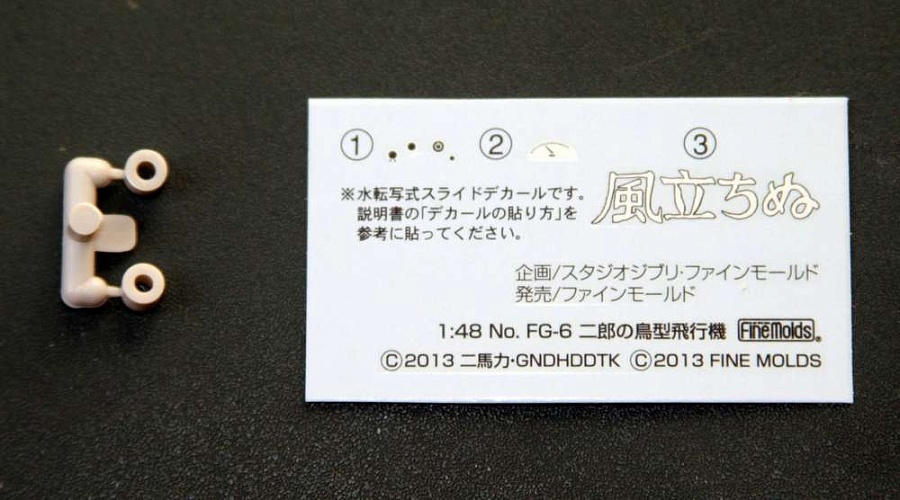 ① ② ③
※水転写式スライドデカールです。
説明書の「デカールの貼り方」を
参考に貼ってください。
風立ちぬ
企画/スタジオジブリ・ファインモールド
発売/ファインモールド
1:48 No. FG-6 二郎の鳥型飛行機 FineMolds®
©2013 二馬力・GNDHDDTK ©2013 FINE MOLDS